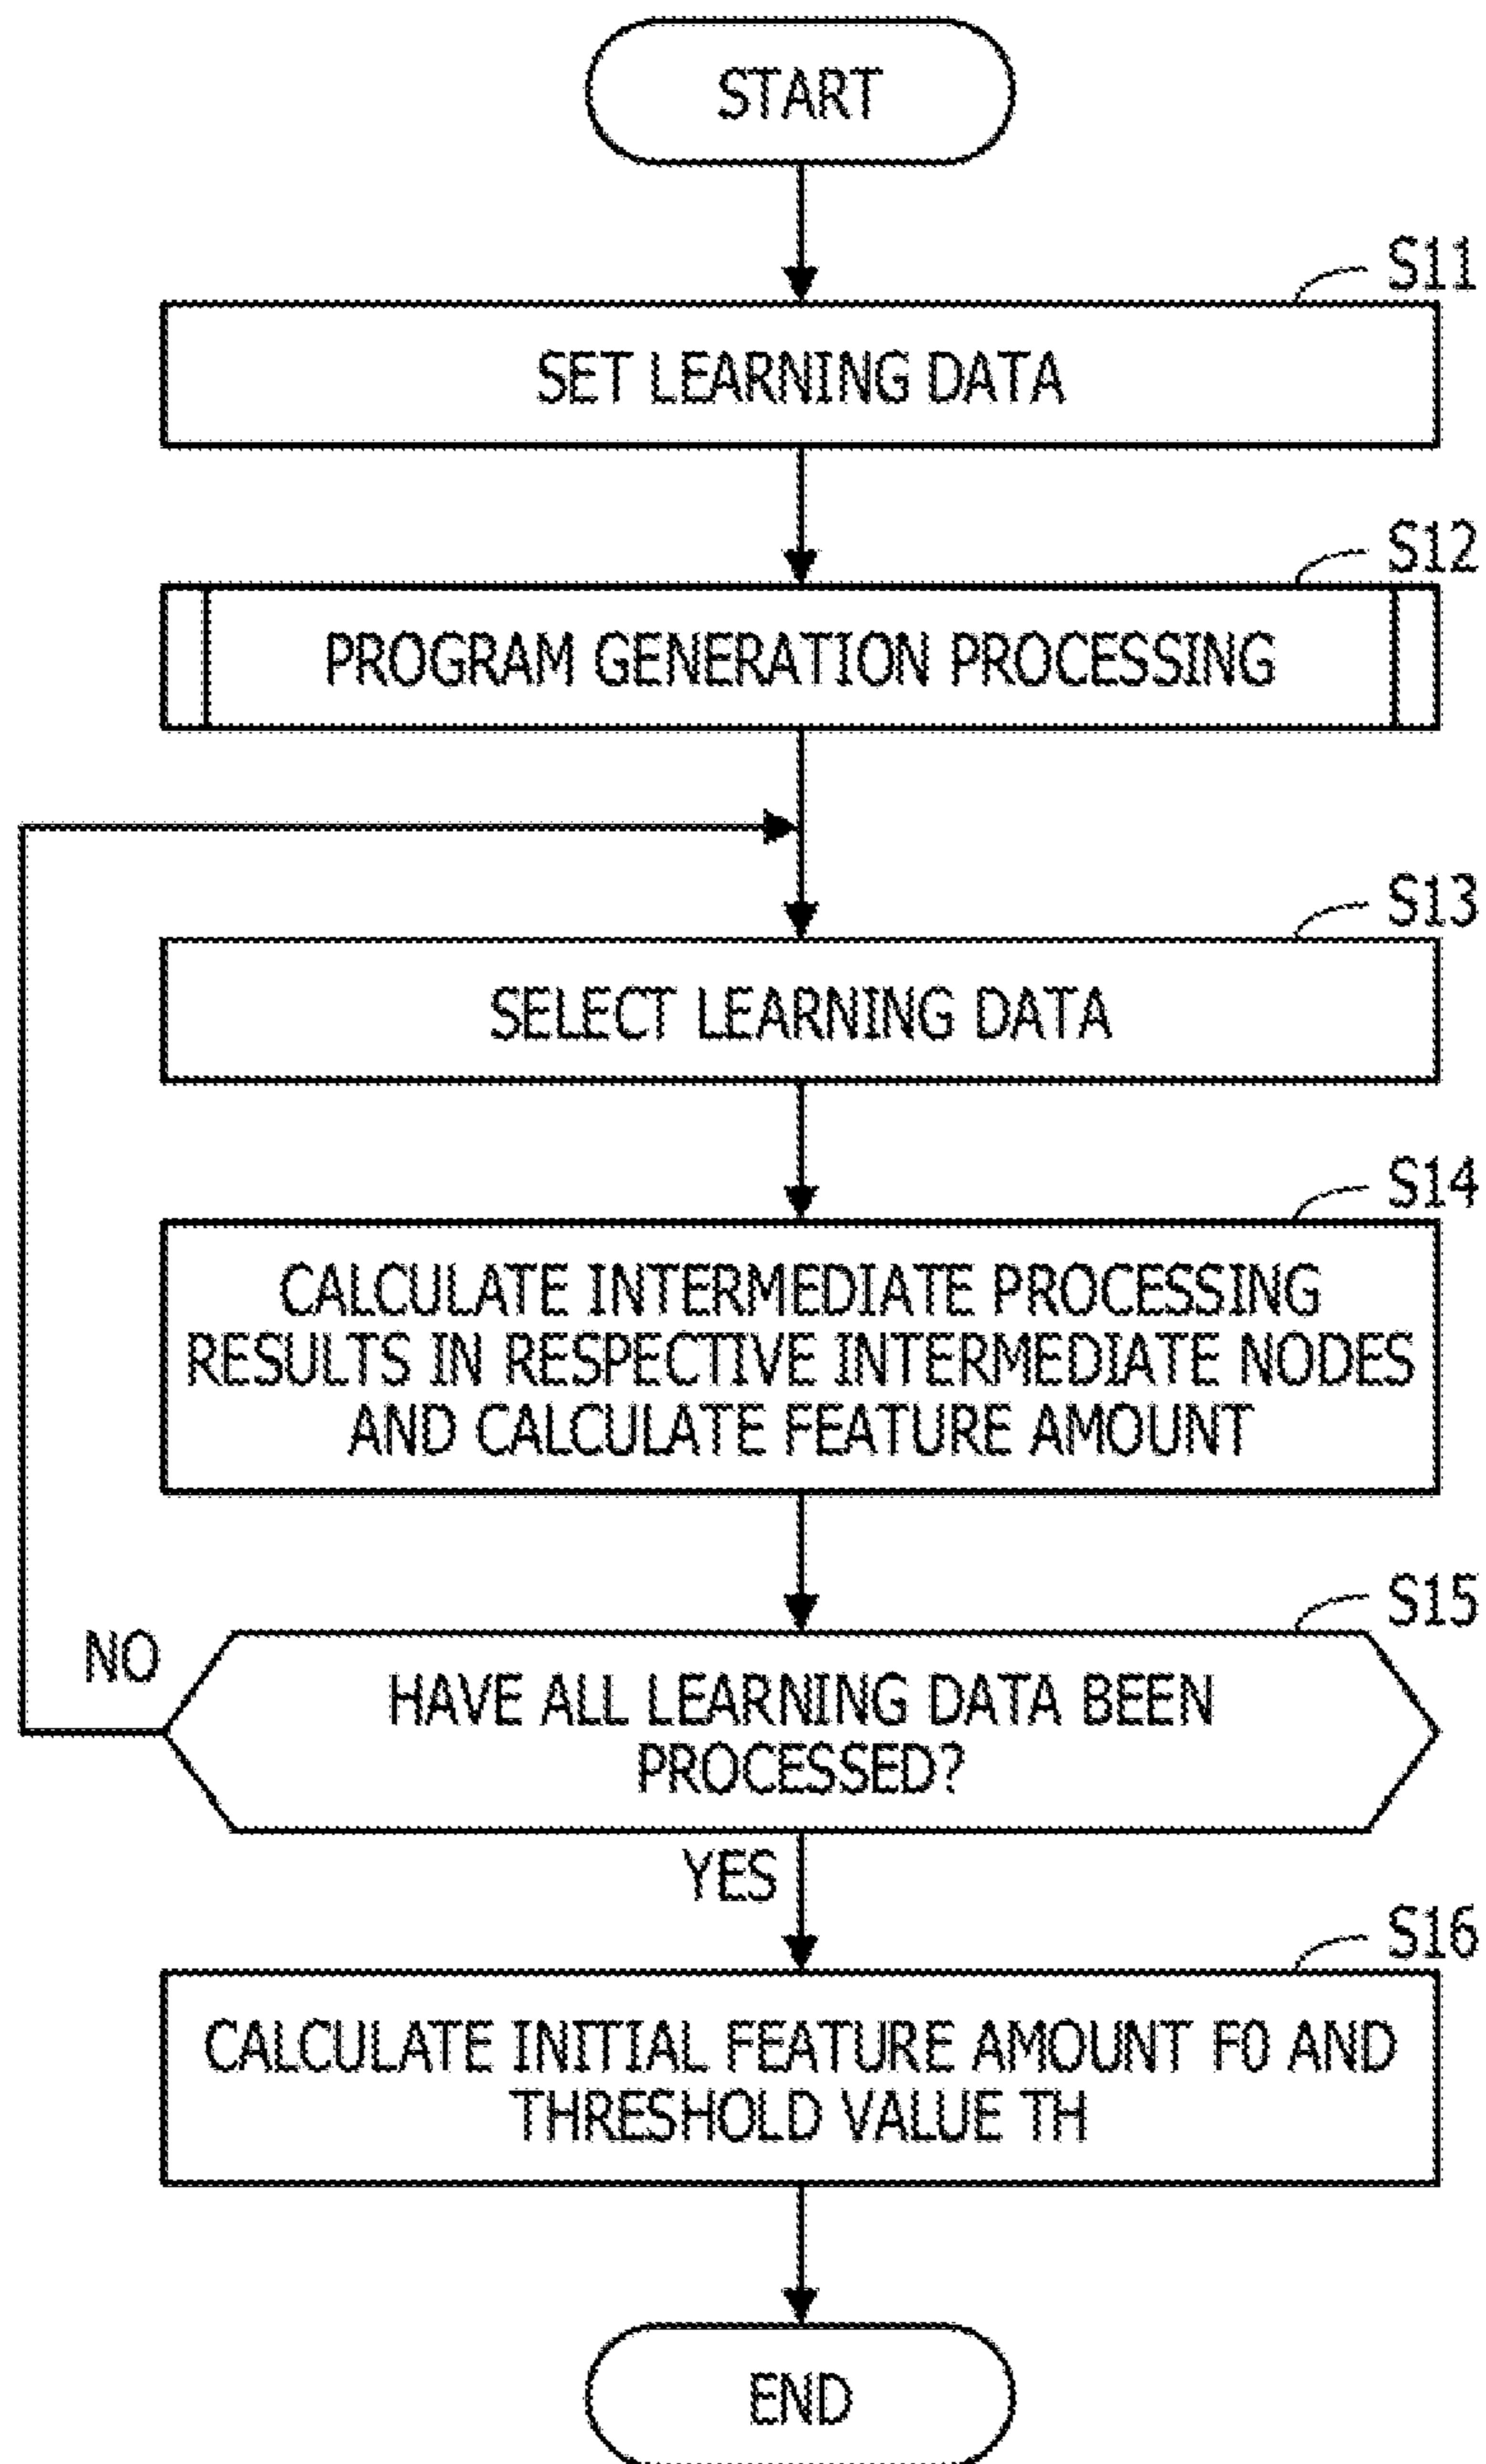 START
S11
SET LEARNING DATA
S12
PROGRAM GENERATION PROCESSING
S13
SELECT LEARNING DATA
S14
CALCULATE INTERMEDIATE PROCESSING
RESULTS IN RESPECTIVE INTERMEDIATE NODES
AND CALCULATE FEATURE AMOUNT
S15
NO
HAVE ALL LEARNING DATA BEEN
PROCESSED?
YES
S16
CALCULATE INITIAL FEATURE AMOUNT F0 AND
THRESHOLD VALUE TH
END